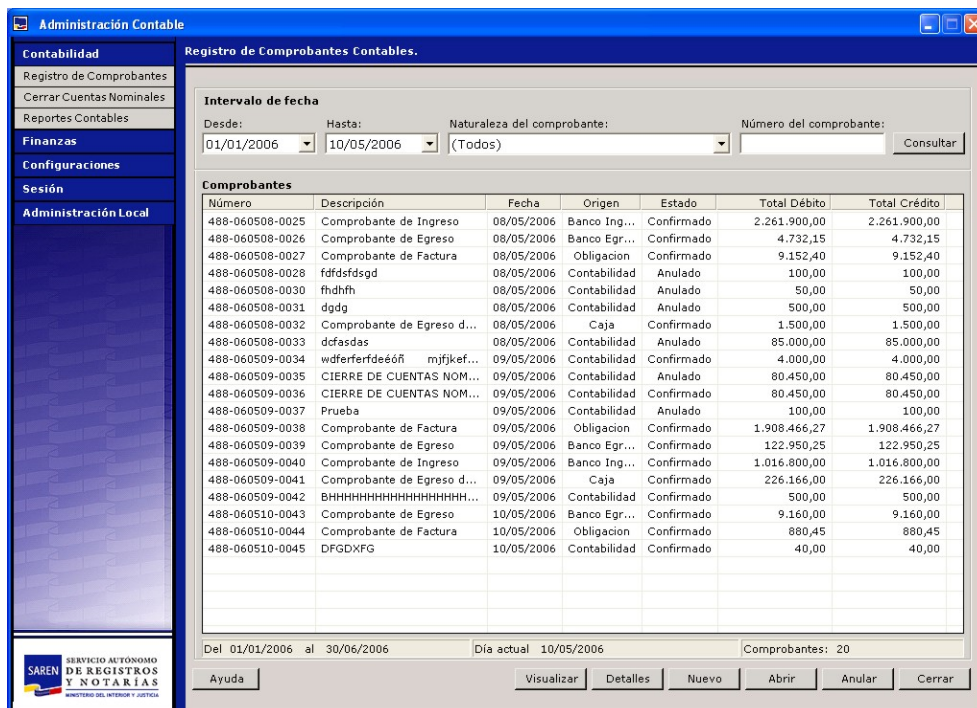 Administración Contable
Contabilidad
Registro de Comprobantes
Cerrar Cuentas Nominales
Reportes Contables
Finanzas
Configuraciones
Sesión
Administración Local
Registro de Comprobantes Contables.
Intervalo de fecha
Desde: Hasta: Naturaleza del comprobante: Número del comprobante:
01/01/2006 10/05/2006 (Todos) Consultar
Comprobantes
Número Descripción Fecha Origen Estado Total Débito Total Crédito
488-060508-0025 Comprobante de Ingreso 08/05/2006 Banco Ing... Confirmado 2.261.900,00 2.261.900,00
488-060508-0026 Comprobante de Egreso 08/05/2006 Banco Egr... Confirmado 4.732,15 4.732,15
488-060508-0027 Comprobante de Factura 08/05/2006 Obligacion Confirmado 9.152,40 9.152,40
488-060508-0028 fdfdsfdsgd 08/05/2006 Contabilidad Anulado 100,00 100,00
488-060508-0030 fhdhfh 08/05/2006 Contabilidad Anulado 50,00 50,00
488-060508-0031 dgdg 08/05/2006 Contabilidad Anulado 500,00 500,00
488-060508-0032 Comprobante de Egreso d... 08/05/2006 Caja Confirmado 1.500,00 1.500,00
488-060508-0033 dcfasdas 08/05/2006 Contabilidad Anulado 85.000,00 85.000,00
488-060509-0034 wdferferfdeéóñ mjfjkef... 09/05/2006 Contabilidad Confirmado 4.000,00 4.000,00
488-060509-0035 CIERRE DE CUENTAS NOM... 09/05/2006 Contabilidad Anulado 80.450,00 80.450,00
488-060509-0036 CIERRE DE CUENTAS NOM... 09/05/2006 Contabilidad Confirmado 80.450,00 80.450,00
488-060509-0037 Prueba 09/05/2006 Contabilidad Anulado 100,00 100,00
488-060509-0038 Comprobante de Factura 09/05/2006 Obligacion Confirmado 1.908.466,27 1.908.466,27
488-060509-0039 Comprobante de Egreso 09/05/2006 Banco Egr... Confirmado 122.950,25 122.950,25
488-060509-0040 Comprobante de Ingreso 09/05/2006 Banco Ing... Confirmado 1.016.800,00 1.016.800,00
488-060509-0041 Comprobante de Egreso d... 09/05/2006 Caja Confirmado 226.166,00 226.166,00
488-060509-0042 BHHHHHHHHHHHHHHHHHH... 09/05/2006 Contabilidad Confirmado 500,00 500,00
488-060510-0043 Comprobante de Egreso 10/05/2006 Banco Egr... Confirmado 9.160,00 9.160,00
488-060510-0044 Comprobante de Factura 10/05/2006 Obligacion Confirmado 880,45 880,45
488-060510-0045 DFGDXFG 10/05/2006 Contabilidad Confirmado 40,00 40,00
Del 01/01/2006 al 30/06/2006 Día actual 10/05/2006 Comprobantes: 20
Ayuda Visualizar Detalles Nuevo Abrir Anular Cerrar
SAREN
SERVICIO AUTÓNOMO
DE REGISTROS
Y NOTARÍAS
MINISTERIO DEL INTERIOR Y JUSTICIA